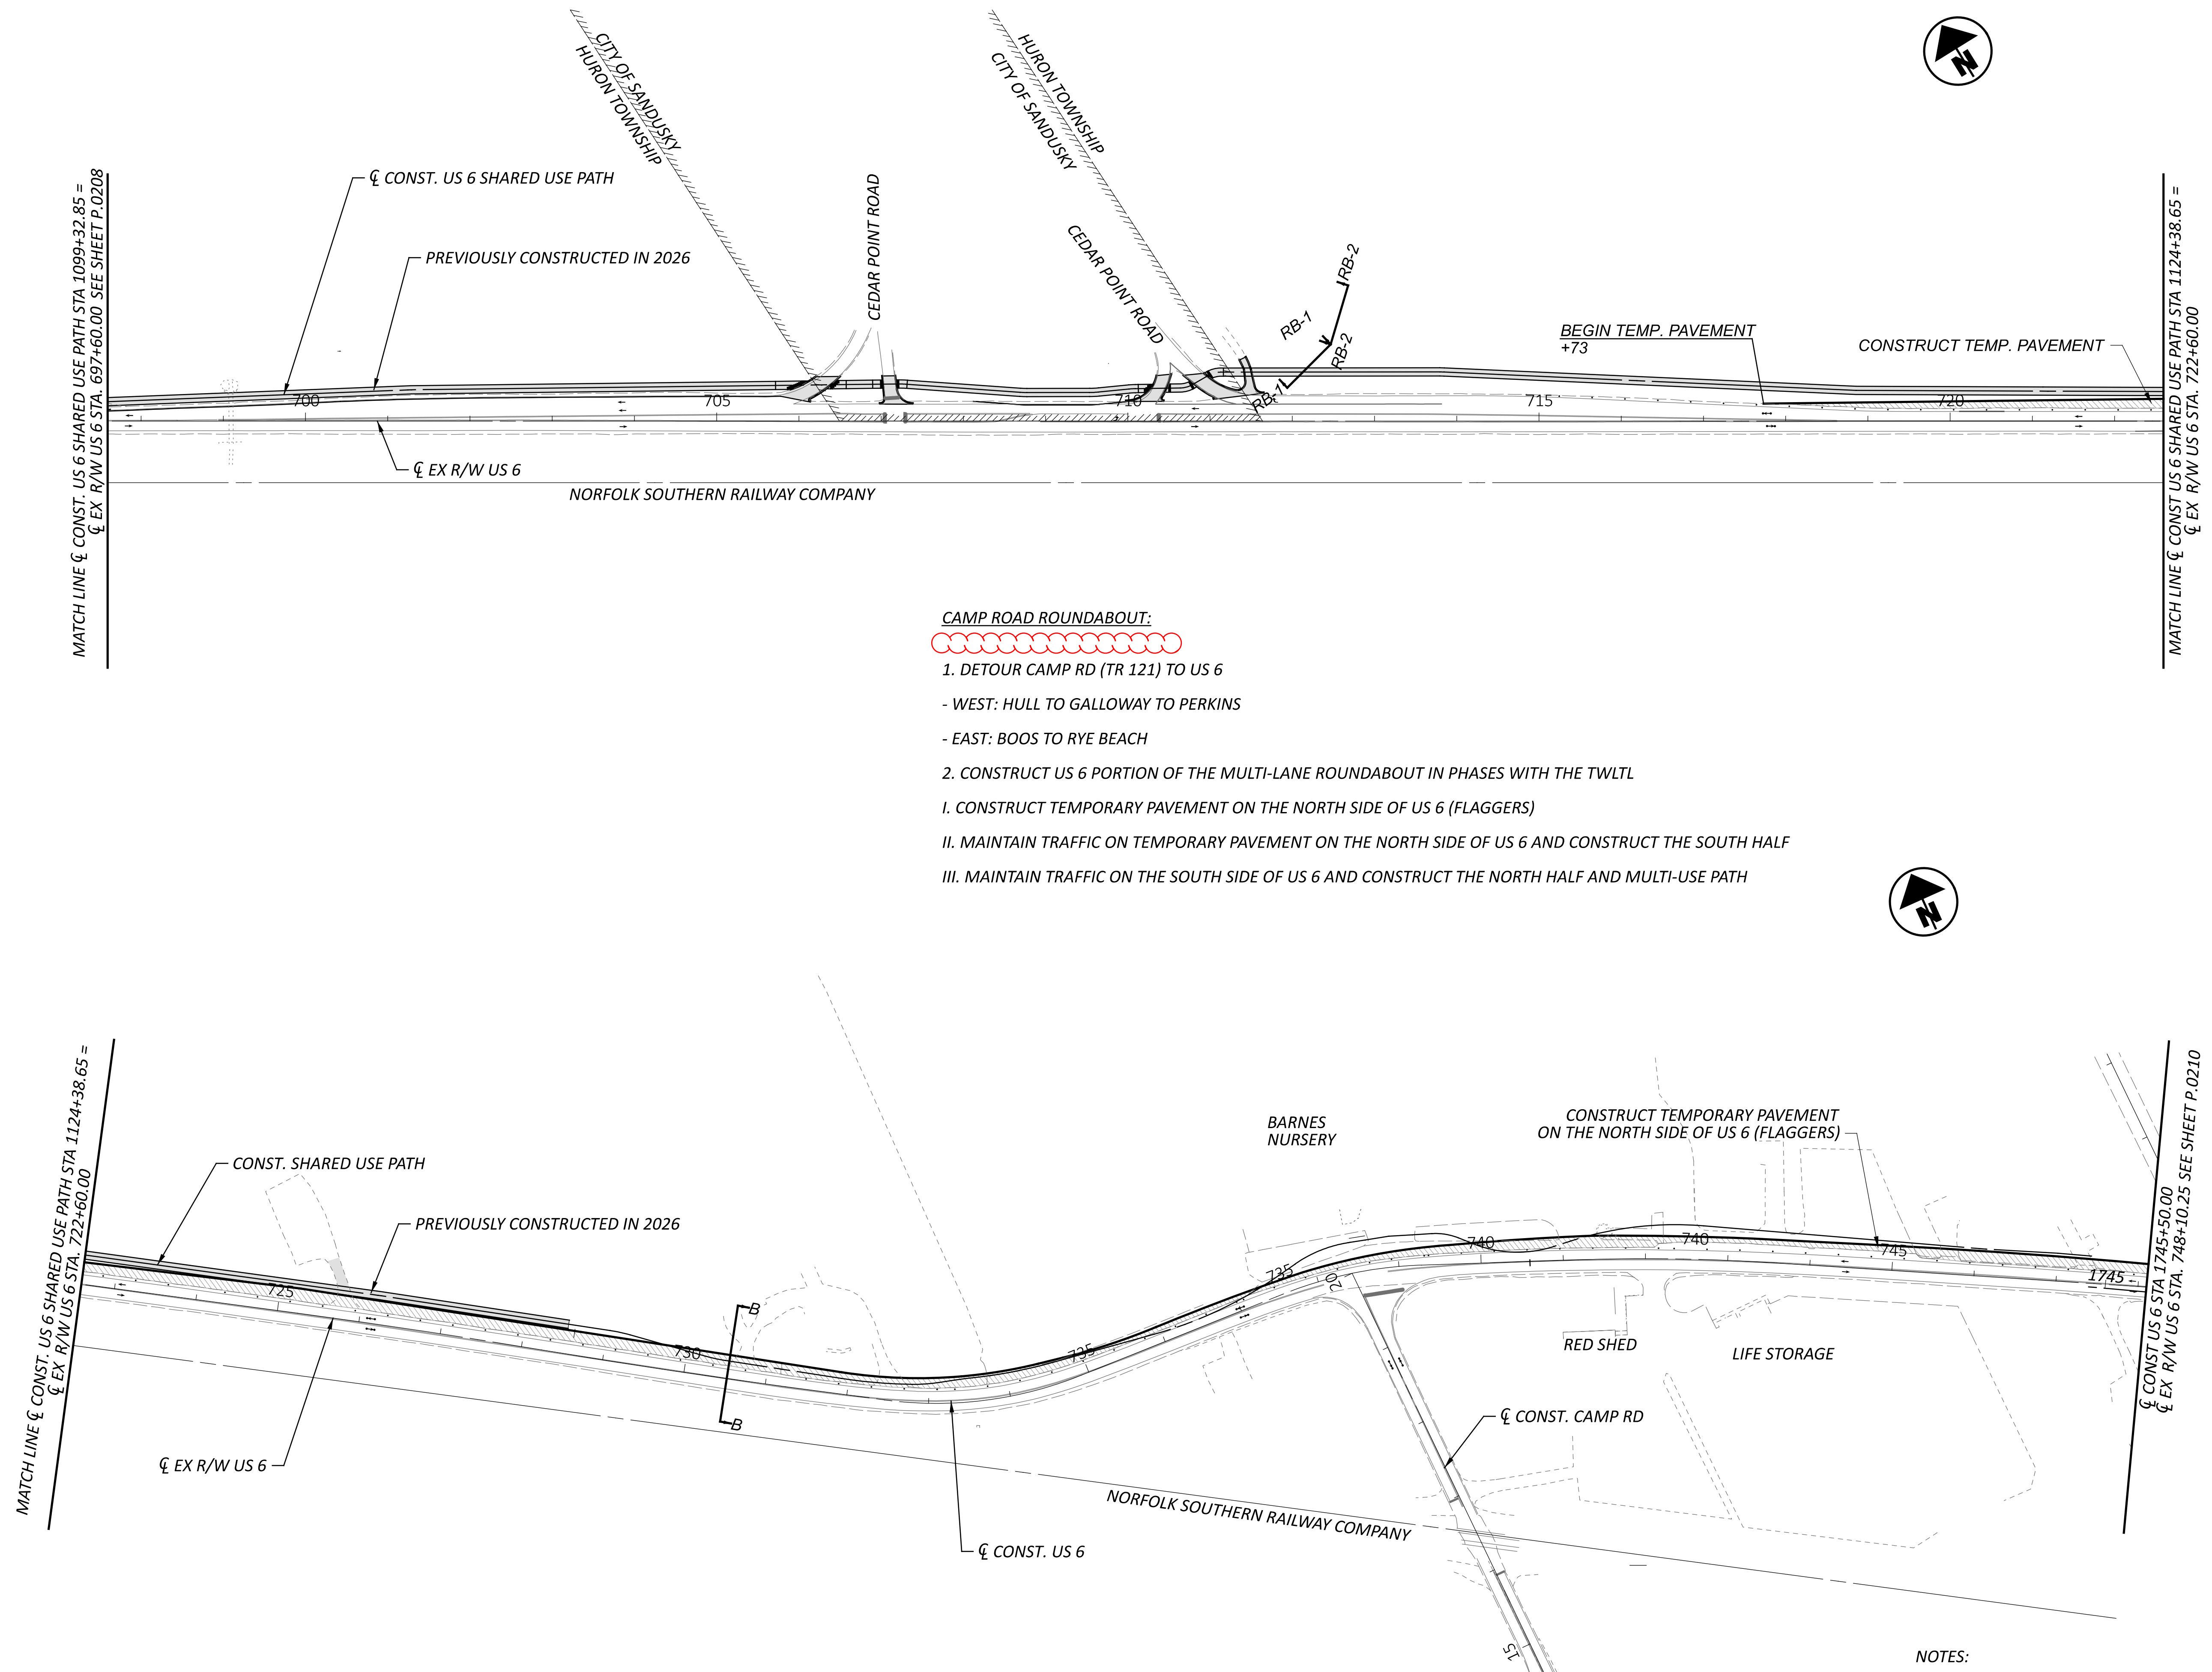 CITY OF SANDUSKY
HURON TOWNSHIP
HURON TOWNSHIP
CITY OF SANDUSKY
N
MATCH LINE ℄ CONST. US 6 SHARED USE PATH STA 1099+32.85 =
℄ EX R/W US 6 STA. 697+60.00 SEE SHEET P.0208
℄ CONST. US 6 SHARED USE PATH
PREVIOUSLY CONSTRUCTED IN 2026
CEDAR POINT ROAD
CEDAR POINT ROAD
RB-2
RB-1
RB-2
RB-1
BEGIN TEMP. PAVEMENT
+73
CONSTRUCT TEMP. PAVEMENT
700
705
710
715
720
℄ EX R/W US 6
NORFOLK SOUTHERN RAILWAY COMPANY
MATCH LINE ℄ CONST US 6 SHARED USE PATH STA 1124+38.65 =
℄ EX R/W US 6 STA. 722+60.00
CAMP ROAD ROUNDABOUT:
1. DETOUR CAMP RD (TR 121) TO US 6
- WEST: HULL TO GALLOWAY TO PERKINS
- EAST: BOOS TO RYE BEACH
2. CONSTRUCT US 6 PORTION OF THE MULTI-LANE ROUNDABOUT IN PHASES WITH THE TWLTL
I. CONSTRUCT TEMPORARY PAVEMENT ON THE NORTH SIDE OF US 6 (FLAGGERS)
II. MAINTAIN TRAFFIC ON TEMPORARY PAVEMENT ON THE NORTH SIDE OF US 6 AND CONSTRUCT THE SOUTH HALF
III. MAINTAIN TRAFFIC ON THE SOUTH SIDE OF US 6 AND CONSTRUCT THE NORTH HALF AND MULTI-USE PATH
N
MATCH LINE ℄ CONST. US 6 SHARED USE PATH STA 1124+38.65 =
℄ EX R/W US 6 STA. 722+60.00
CONST. SHARED USE PATH
PREVIOUSLY CONSTRUCTED IN 2026
BARNES
NURSERY
CONSTRUCT TEMPORARY PAVEMENT
ON THE NORTH SIDE OF US 6 (FLAGGERS)
725
730
735
735
740
740
745
1745
20
B
B
RED SHED
LIFE STORAGE
℄ CONST. CAMP RD
℄ EX R/W US 6
NORFOLK SOUTHERN RAILWAY COMPANY
℄ CONST. US 6
15
℄ CONST US 6 STA 1745+50.00
℄ EX R/W US 6 STA. 748+10.25 SEE SHEET P.0210
NOTES: